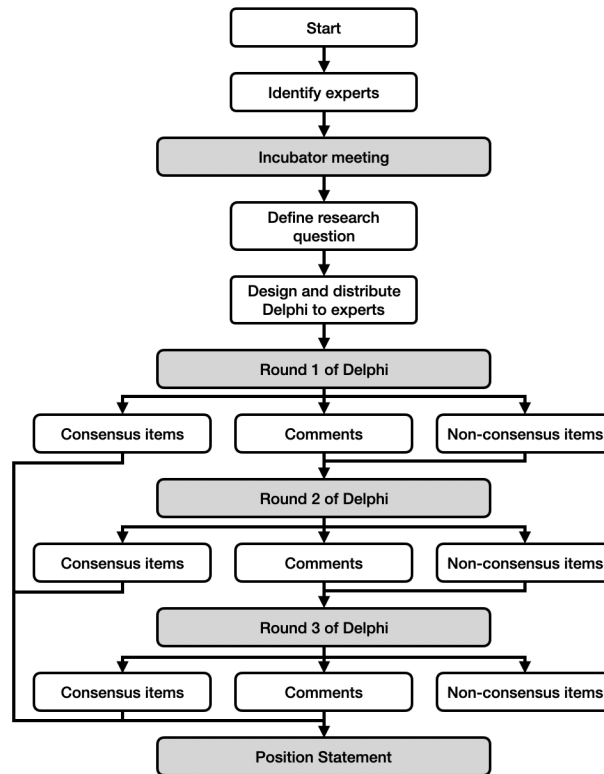 Start
Identify experts
Incubator meeting
Define research
question
Design and distribute
Delphi to experts
Round 1 of Delphi
Consensus items
Comments
Non-consensus items
Round 2 of Delphi
Consensus items
Comments
Non-consensus items
Round 3 of Delphi
Consensus items
Comments
Non-consensus items
Position Statement